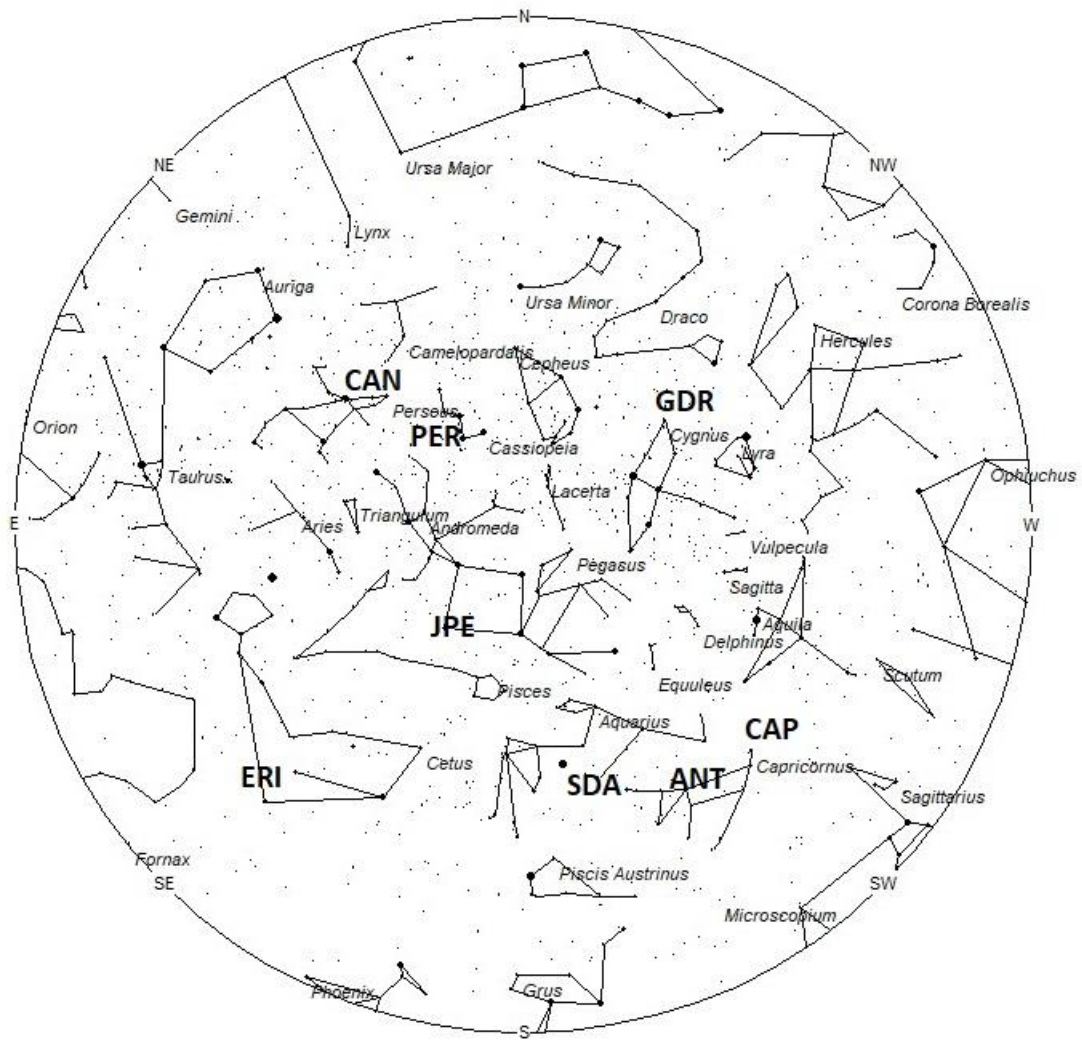 N
Ursa Major
NE
NW
Gemini
Lynx
Auriga
Ursa Minor
Draco
Corona Borealis
Hercules
Camelopardalis
Cepheus
CAN
Perseus
GDR
PER
Cygnus
Orion
Cassiopeia
Lyra
Taurus
Lacerta
Ophiuchus
E
Aries
Triangulum
Andromeda
W
Vulpecula
Pegasus
Sagitta
JPE
Aquila
Delphinus
Scutum
Pisces
Equuleus
Aquarius
CAP
Cetus
Capricornus
ERI
SDA
ANT
Sagittarius
Fornax
SE
Piscis Austrinus
SW
Microscopium
Phoenix
Grus
S